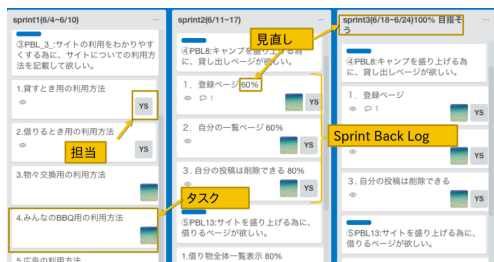 sprint1(6/4~6/10)
③PBL_3_:サイトの利用をわかりやす
くする為に、サイトについての利用方
法を記載して欲しい。
1.貸すとき用の利用方法
YS
2.借りるとき用の利用方法
YS
担当
3.物々交換用の利用方法
タスク
4.みんなのBBQ用の利用方法
5.広告の利用方法
sprint2(6/11~17)
見直し
④PBL8:キャンプを盛り上げる為
に、貸し出しページが欲しい。
1、登録ページ60%
1
YS
2、自分の一覧ページ 60%
YS
Sprint Back Log
3.自分の投稿は削除できる 80%
YS
⑤PBL13:サイトを盛り上げる為に、
借りるページが欲しい。
1.借り物全体一覧表示 80%
sprint3(6/18~6/24)100% 目指そ
う
④PBL8:キャンプを盛り上げる為
に、貸し出しページが欲しい。
1、登録ページ
1
YS
YS
3.自分の投稿は削除できる
YS
⑤PBL13:サイトを盛り上げる為に、
借りるページが欲しい。